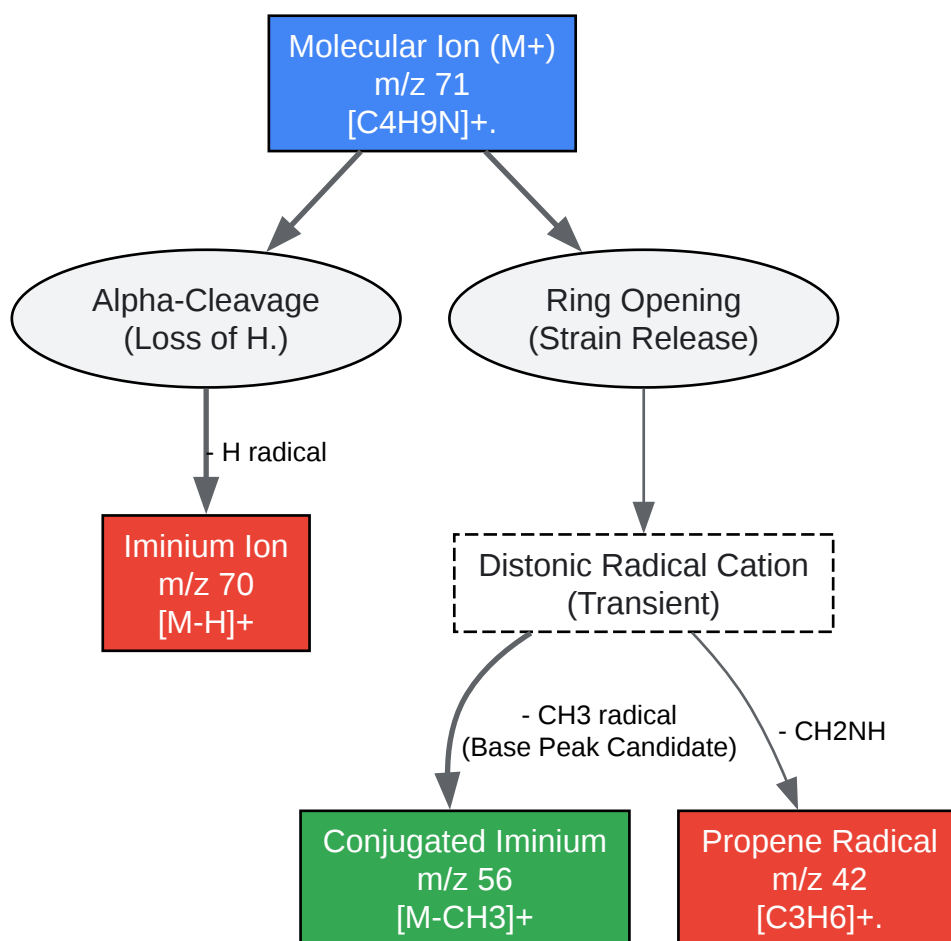 Molecular Ion (M+)
m/z 71
[C4H9N]+.
Alpha-Cleavage
(Loss of H.)
Ring Opening
(Strain Release)
- H radical
Iminium Ion
m/z 70
[M-H]+
Distonic Radical Cation
(Transient)
- CH3 radical
(Base Peak Candidate)
- CH2NH
Conjugated Iminium
m/z 56
[M-CH3]+
Propene Radical
m/z 42
[C3H6]+.